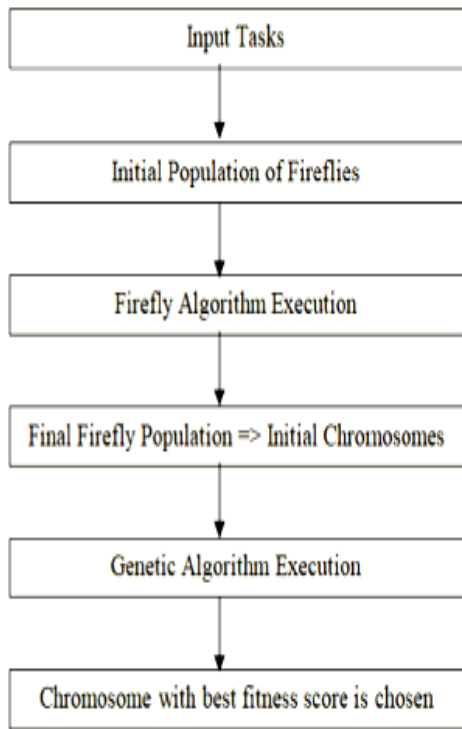 Input Tasks
Initial Population of Fireflies
Firefly Algorithm Execution
Final Firefly Population => Initial Chromosomes
Genetic Algorithm Execution
Chromosome with best fitness score is chosen